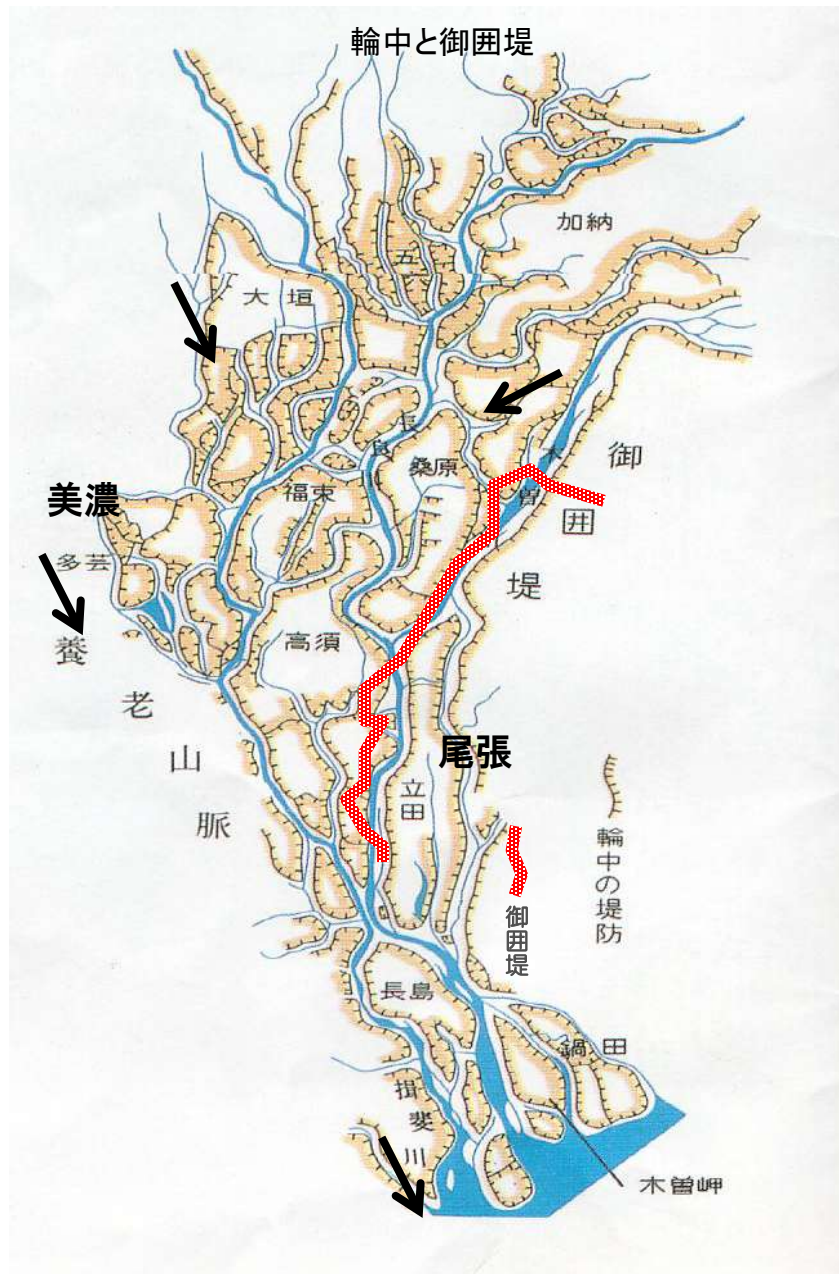 輪中と御囲堤
加納
五六
大垣
長良川
桑原
木曽
御囲堤
福束
美濃
多芸
高須
養老山脈
尾張
立田
輪中の堤防
御囲堤
長島
鍋田
揖斐川
木曽岬